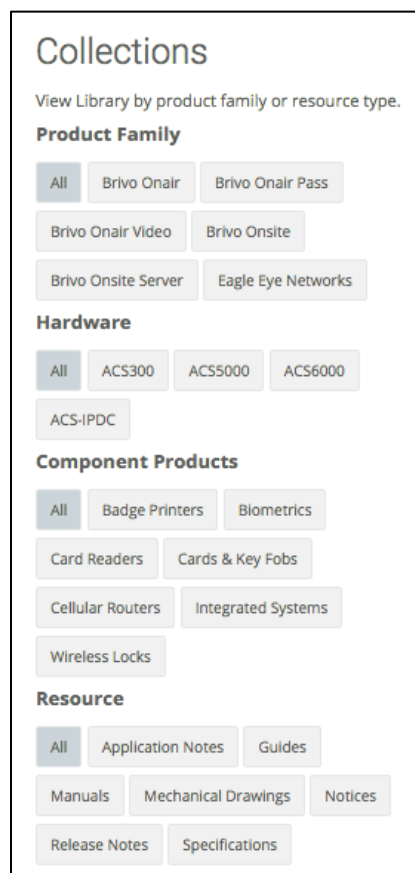 Collections
View Library by product family or resource type.
Product Family
All Brivo Onair Brivo Onair Pass
Brivo Onair Video Brivo Onsite
Brivo Onsite Server Eagle Eye Networks
Hardware
All ACS300 ACS5000 ACS6000
ACS-IPDC
Component Products
All Badge Printers Biometrics
Card Readers Cards & Key Fobs
Cellular Routers Integrated Systems
Wireless Locks
Resource
All Application Notes Guides
Manuals Mechanical Drawings Notices
Release Notes Specifications